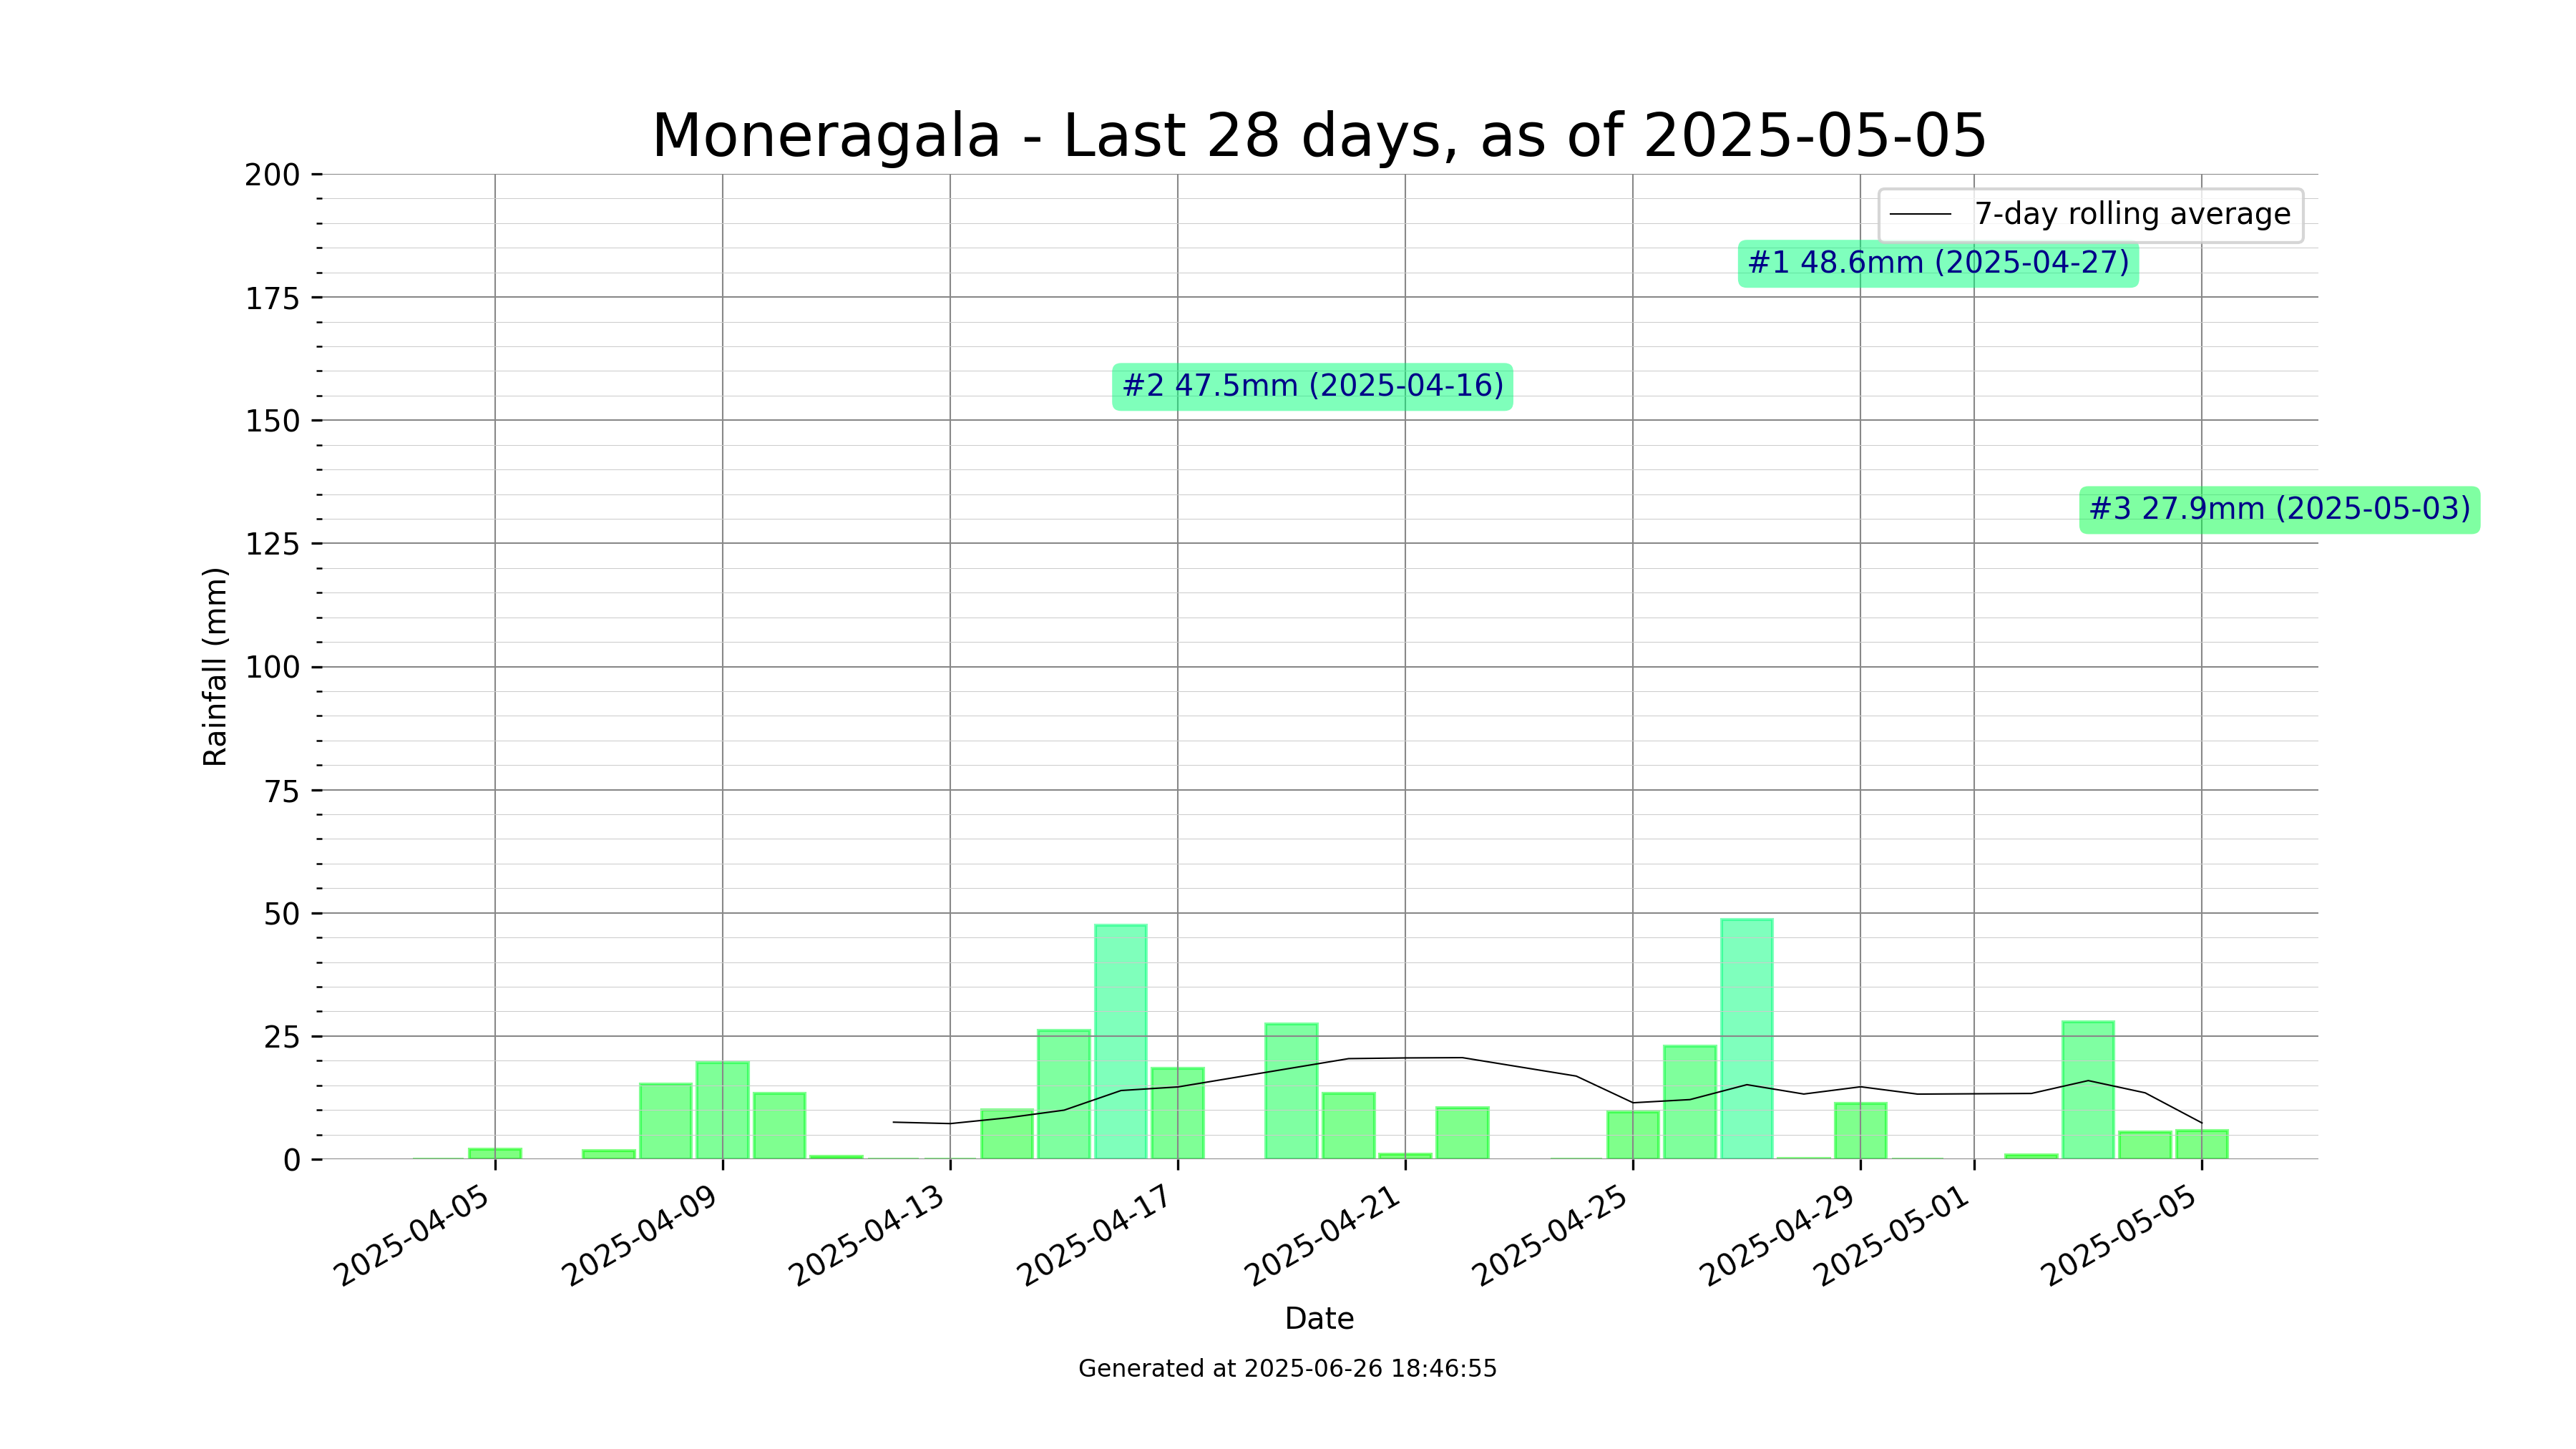 Moneragala - Last 28 days, as of 2025-05-05
200
175
150
125
100
75
50
25
0
Rainfall (mm)
7-day rolling average
#1 48.6mm (2025-04-27)
#2 47.5mm (2025-04-16)
#3 27.9mm (2025-05-03)
2025-04-05
2025-04-09
2025-04-13
2025-04-17
2025-04-21
2025-04-25
2025-04-29
2025-05-01
2025-05-05
Date
Generated at 2025-06-26 18:46:55